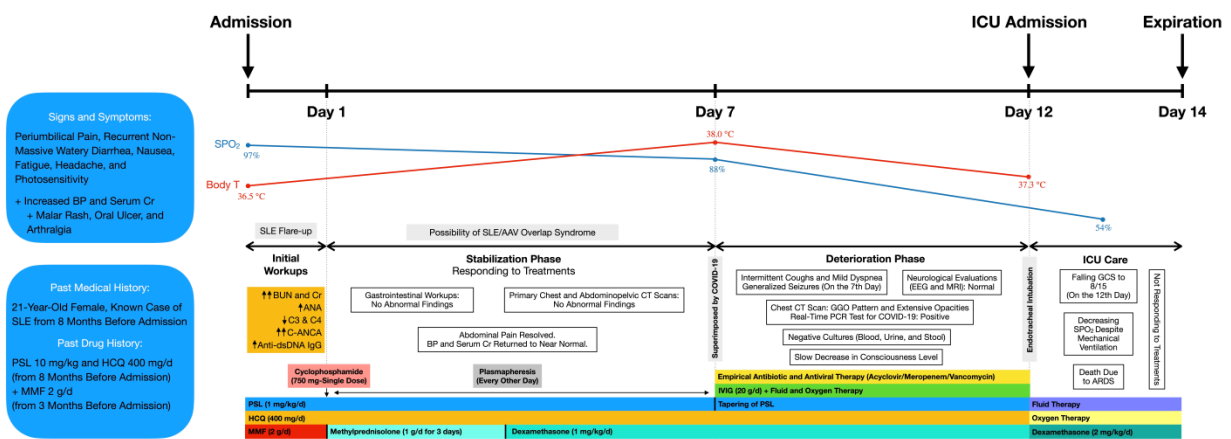 Admission
ICU Admission
Expiration
Day 1
Day 7
Day 12
Day 14
Signs and Symptoms:
Periumbilical Pain, Recurrent Non-
Massive Watery Diarrhea, Nausea,
Fatigue, Headache, and
Photosensitivity
+ Increased BP and Serum Cr
+ Malar Rash, Oral Ulcer, and
Arthralgia
SPO₂
97%
Body T
36.5 °C
38.0 °C
88%
37.3 °C
54%
SLE Flare-up
Possibility of SLE/AAV Overlap Syndrome
Initial
Workups
Stabilization Phase
Responding to Treatments
Superimposed by COVID-19
Deterioration Phase
Endotracheal Intubation
ICU Care
Past Medical History:
21-Year-Old Female, Known Case of
SLE from 8 Months Before Admission
Past Drug History:
PSL 10 mg/kg and HCQ 400 mg/d
(from 8 Months Before Admission)
+ MMF 2 g/d
(from 3 Months Before Admission)
↑↑BUN and Cr
↑ANA
↓C3 & C4
↑↑C-ANCA
↑Anti-dsDNA IgG
Gastrointestinal Workups:
No Abnormal Findings
Primary Chest and Abdominopelvic CT Scans:
No Abnormal Findings
Abdominal Pain Resolved.
BP and Serum Cr Returned to Near Normal.
Intermittent Coughs and Mild Dyspnea
Generalized Seizures (On the 7th Day)
Neurological Evaluations
(EEG and MRI): Normal
Chest CT Scan: GGO Pattern and Extensive Opacities
Real-Time PCR Test for COVID-19: Positive
Negative Cultures (Blood, Urine, and Stool)
Slow Decrease in Consciousness Level
Falling GCS to
8/15
(On the 12th Day)
Decreasing
SPO₂ Despite
Mechanical
Ventilation
Death Due
to ARDS
Not Responding to Treatments
Cyclophosphamide
(750 mg-Single Dose)
Plasmapheresis
(Every Other Day)
Empirical Antibiotic and Antiviral Therapy (Acyclovir/Meropenem/Vancomycin)
IVIG (20 g/d) + Fluid and Oxygen Therapy
PSL (1 mg/kg/d)
Tapering of PSL
Fluid Therapy
HCQ (400 mg/d)
Oxygen Therapy
MMF (2 g/d)
Methylprednisolone (1 g/d for 3 days)
Dexamethasone (1 mg/kg/d)
Dexamethasone (2 mg/kg/d)